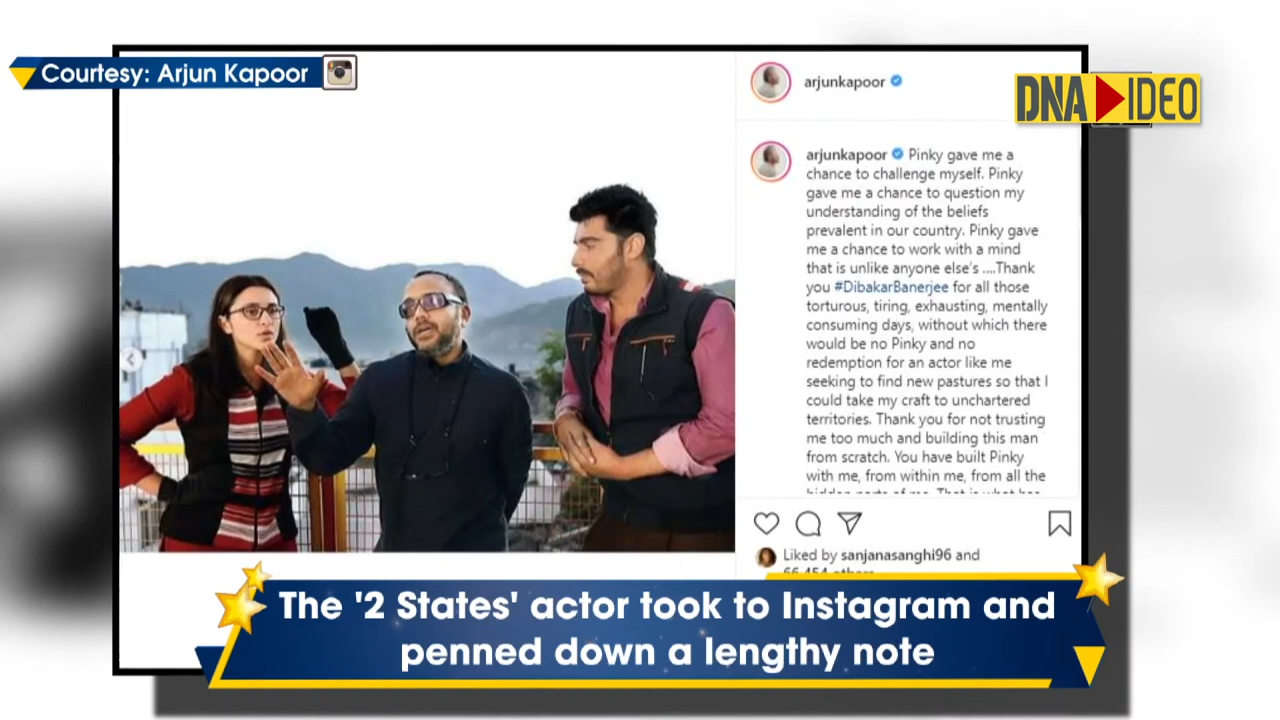 Courtesy: Arjun Kapoor
DNA VIDEO
arjunkapoor
arjunkapoor Pinky gave me a
chance to challenge myself. Pinky
gave me a chance to question my
understanding of the beliefs
prevalent in our country. Pinky gave
me a chance to work with a mind
that is unlike anyone else's ....Thank
you #DibakarBanerjee for all those
torturous, tiring, exhausting, mentally
consuming days, without which there
would be no Pinky and no
redemption for an actor like me
seeking to find new pastures so that I
could take my craft to unchartered
territories. Thank you for not trusting
me too much and building this man
from scratch. You have built Pinky
with me, from within me, from all the
Liked by sanjanasanghi96 and
66,454 others
The '2 States' actor took to Instagram and
penned down a lengthy note